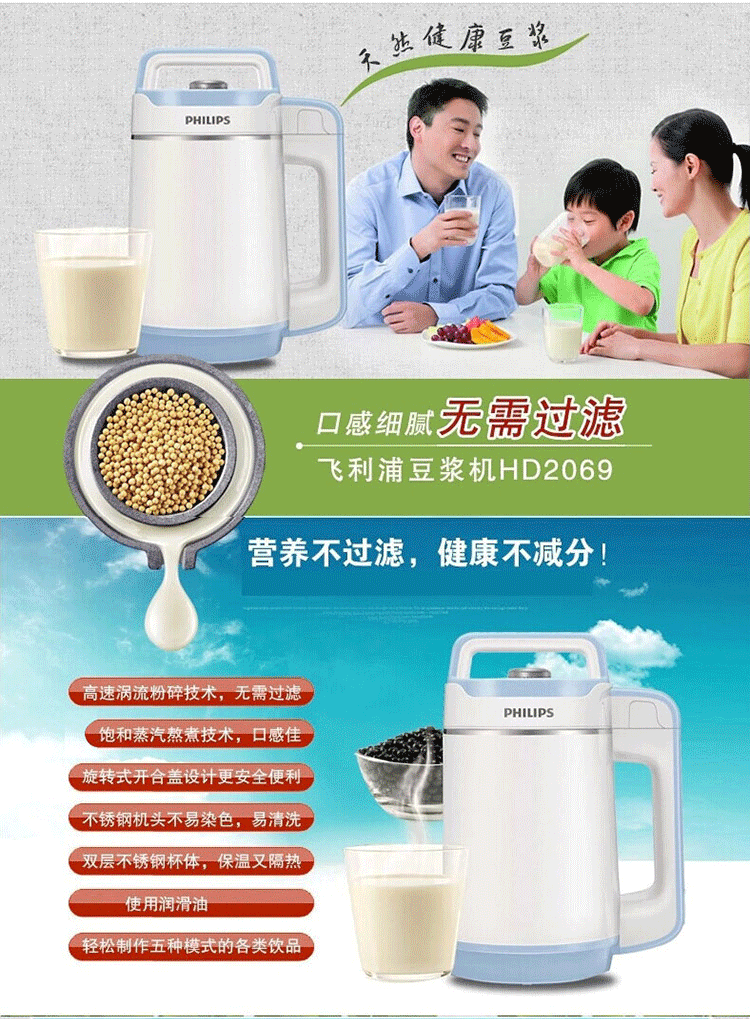 天然健康豆浆
PHILIPS
口感细腻无需过滤
飞利浦豆浆机HD2069
营养不过滤，健康不减分！
PHILIPS
高速涡流粉碎技术，无需过滤
饱和蒸汽熬煮技术，口感佳
旋转式开合盖设计更安全便利
不锈钢机头不易染色，易清洗
双层不锈钢杯体，保温又隔热
使用润滑油
轻松制作五种模式的各类饮品